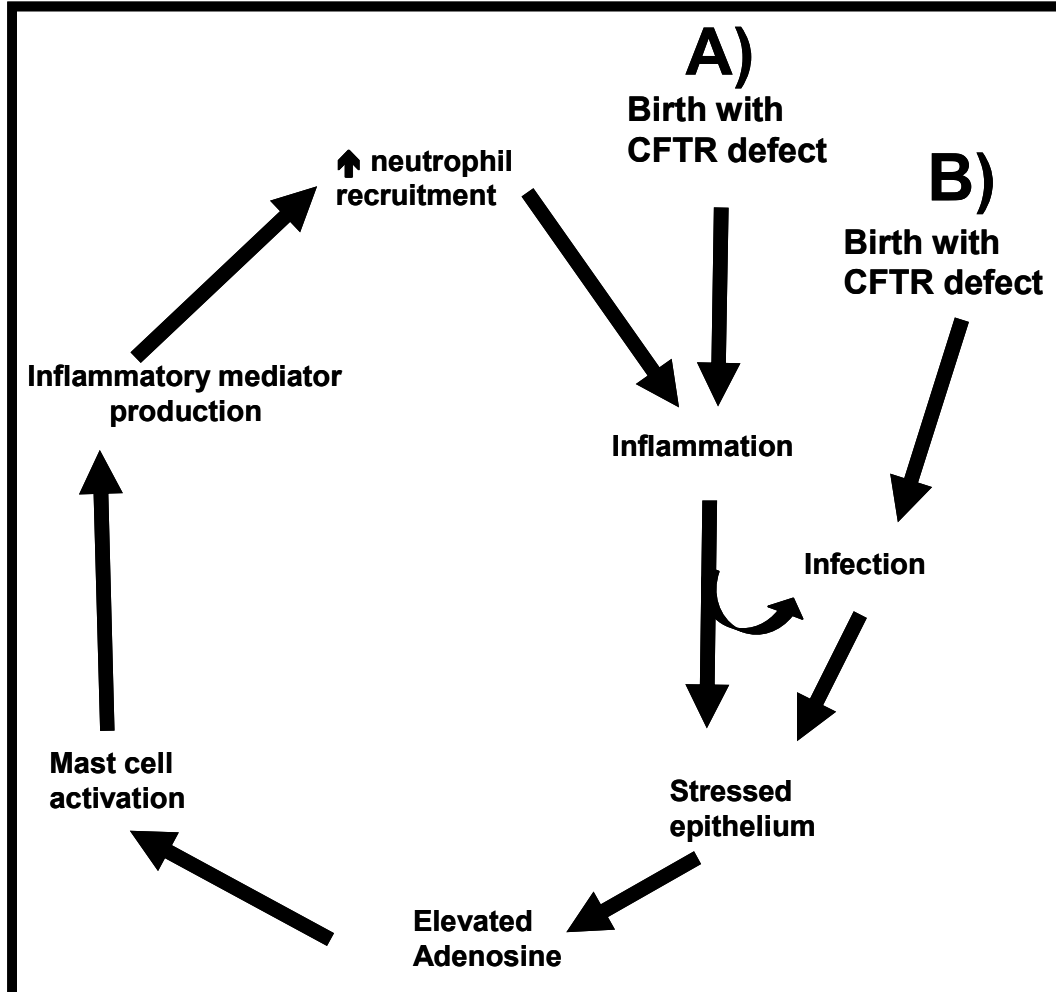 A)
Birth with
CFTR defect
B)
Birth with
CFTR defect
neutrophil
recruitment
Inflammatory mediator
production
Inflammation
Infection
Mast cell
activation
Stressed
epithelium
Elevated
Adenosine